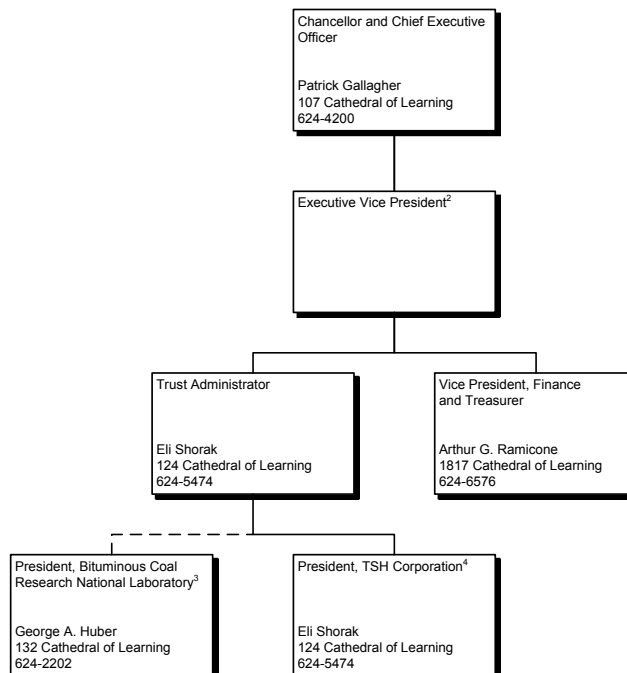 Chancellor and Chief Executive
Officer
Patrick Gallagher
107 Cathedral of Learning
624-4200
Executive Vice President²
Trust Administrator
Eli Shorak
124 Cathedral of Learning
624-5474
Vice President, Finance
and Treasurer
Arthur G. Ramicone
1817 Cathedral of Learning
624-6576
President, Bituminous Coal
Research National Laboratory³
George A. Huber
132 Cathedral of Learning
624-2202
President, TSH Corporation⁴
Eli Shorak
124 Cathedral of Learning
624-5474